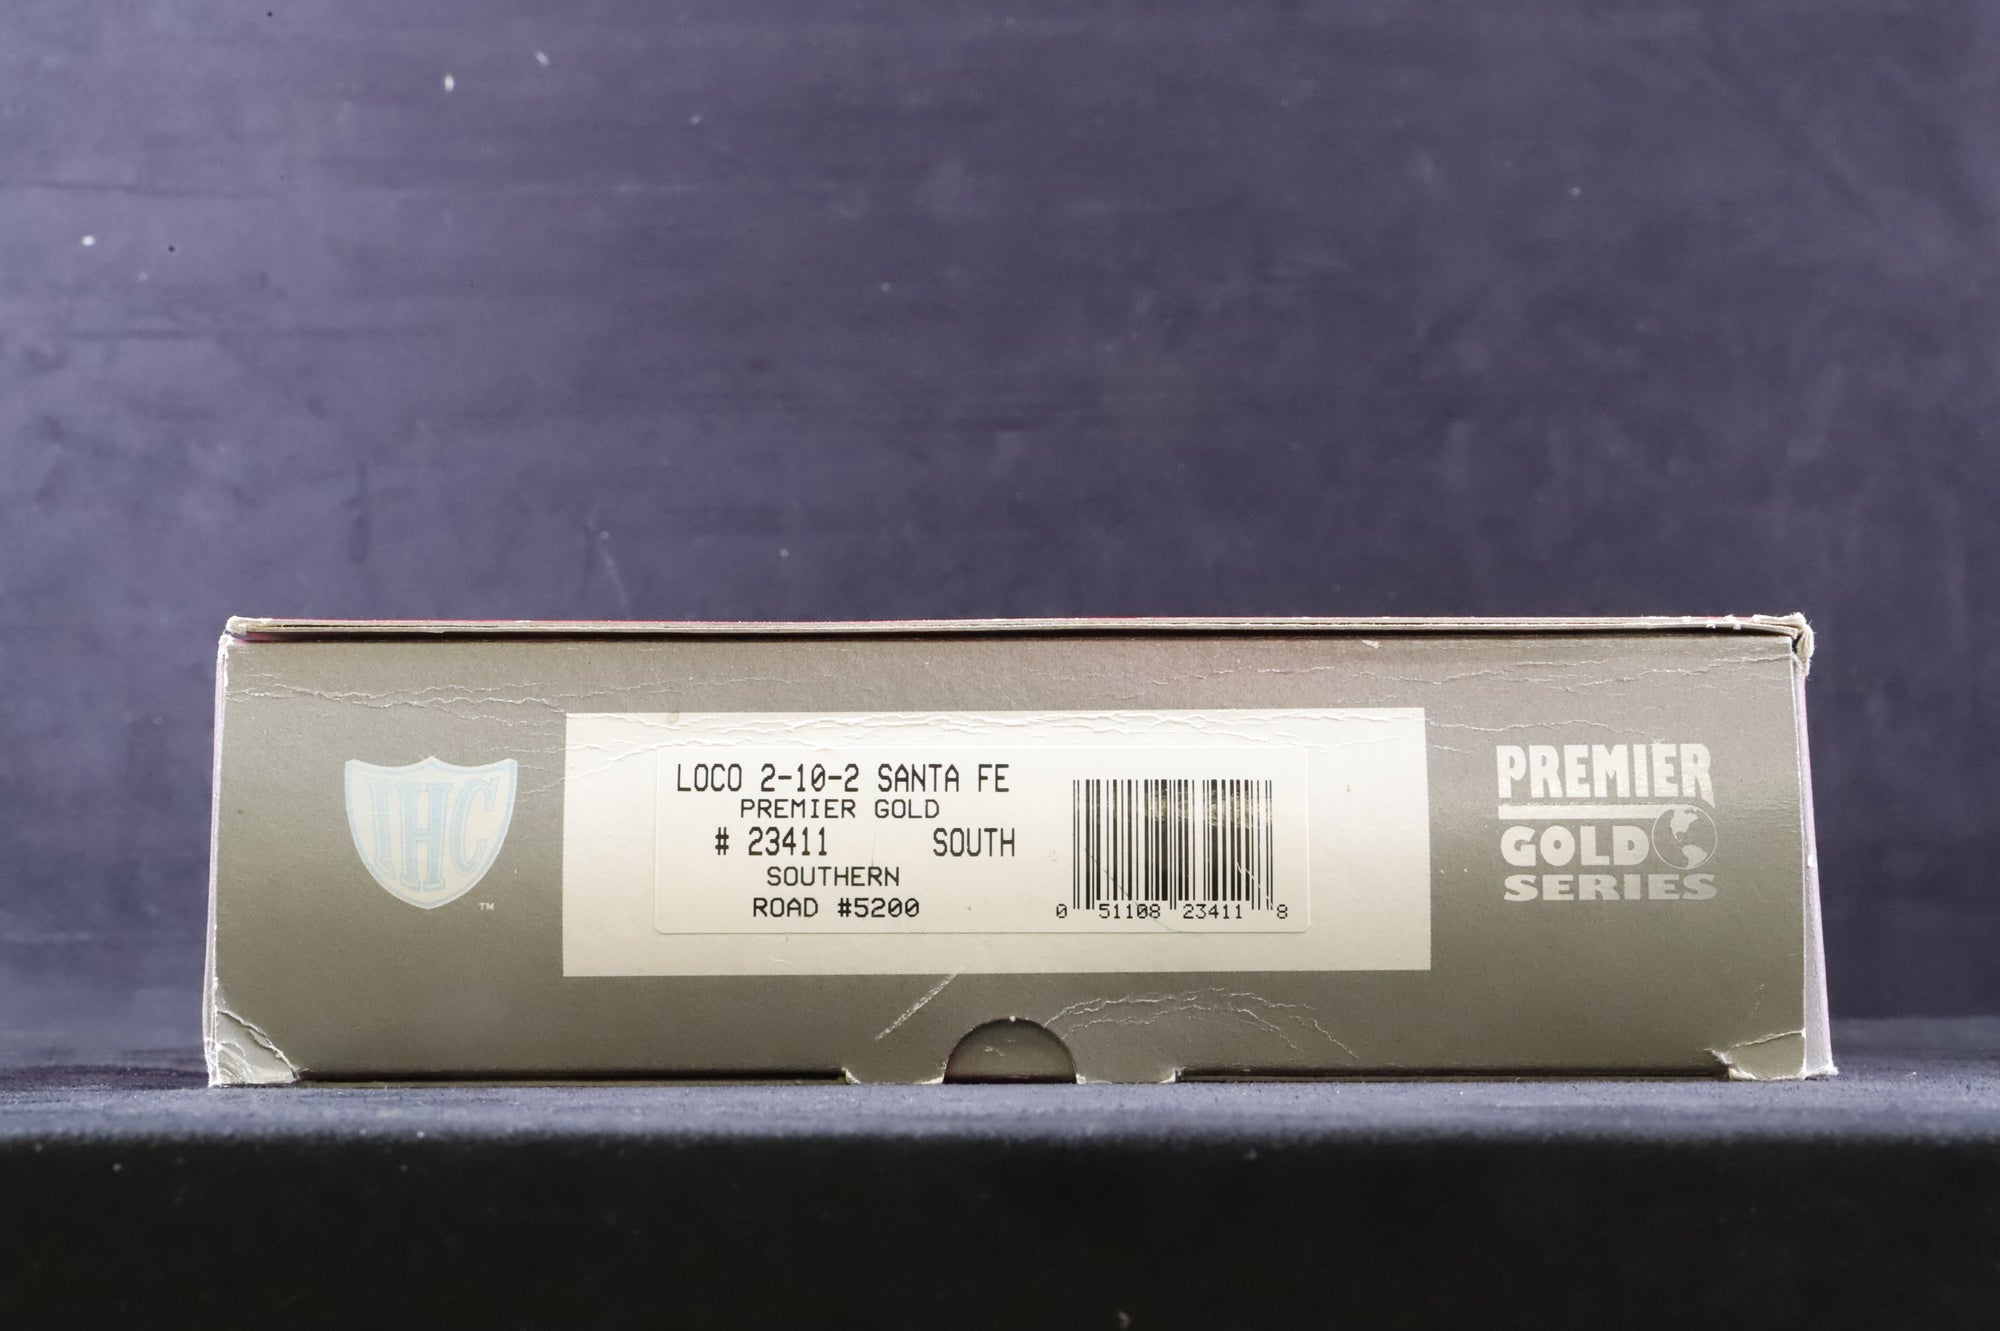 IHC
TM
LOCO 2-10-2 SANTA FE
PREMIER GOLD
# 23411 SOUTH
SOUTHERN
ROAD #5200
0 51108 23411 8
PREMIER
GOLD
SERIES